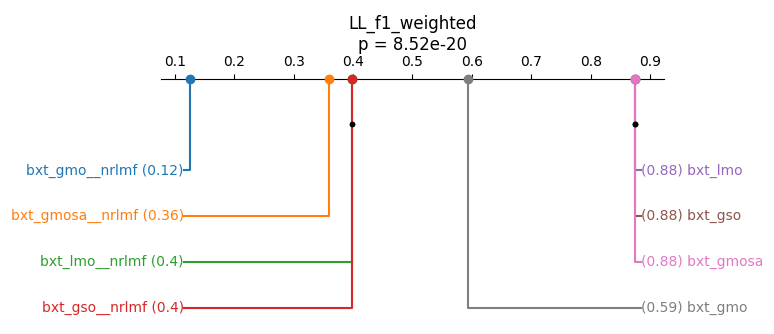 LL_f1_weighted
p = 8.52e-20
0.1 0.2 0.3 0.4 0.5 0.6 0.7 0.8 0.9
bxt_gmo__nrlmf (0.12) (0.88) bxt_lmo
bxt_gmosa__nrlmf (0.36) (0.88) bxt_gso
bxt_lmo__nrlmf (0.4) (0.88) bxt_gmosa
bxt_gso__nrlmf (0.4) (0.59) bxt_gmo